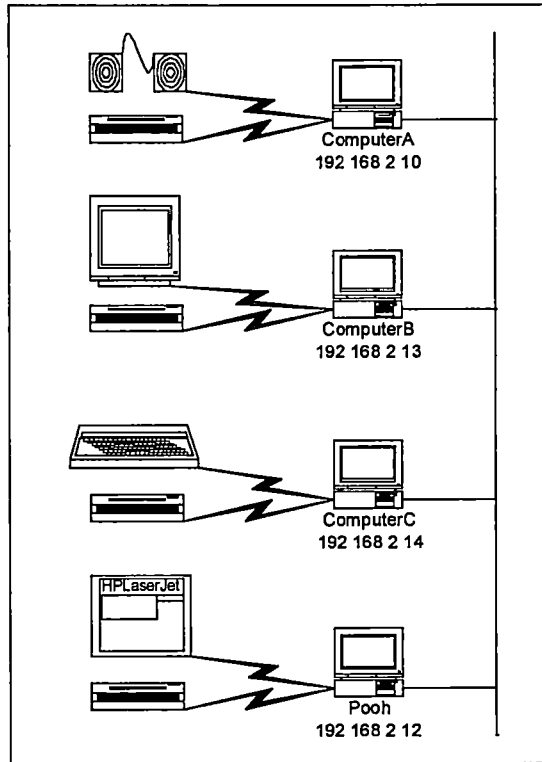 ComputerA
192 168 2 10
ComputerB
192 168 2 13
ComputerC
192 168 2 14
HPLaserJet
Pooh
192 168 2 12